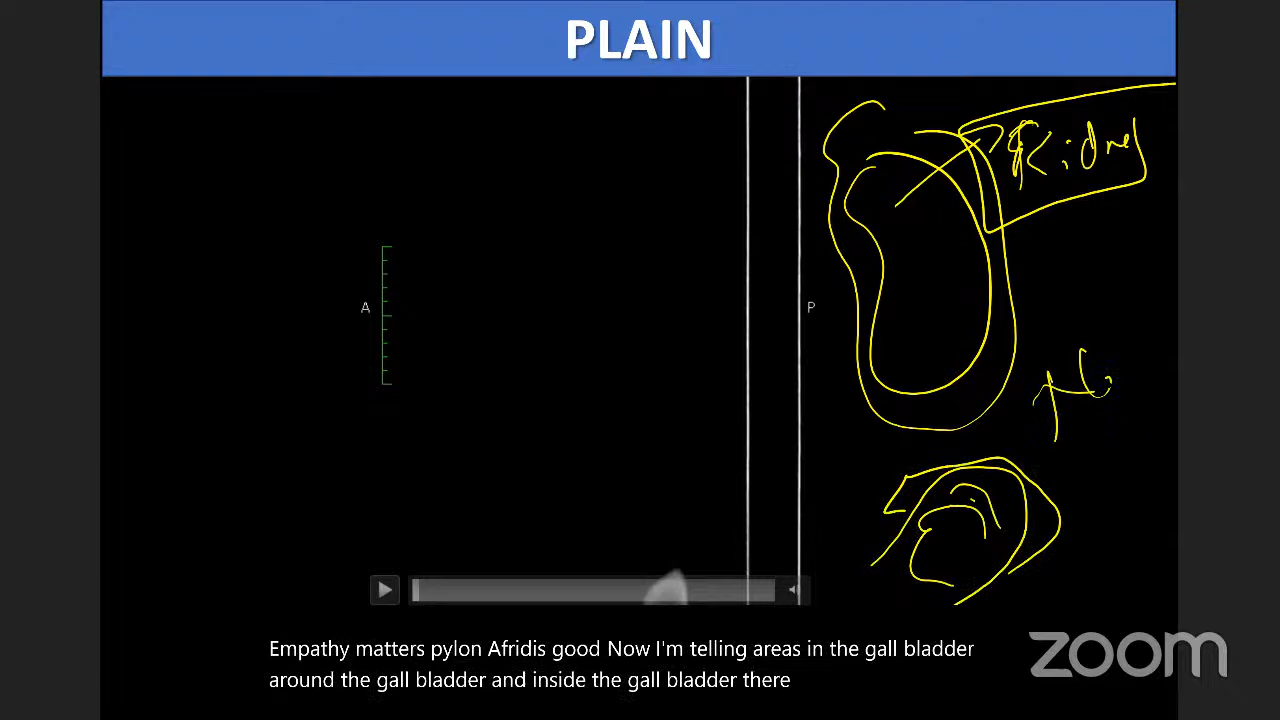 PLAIN
Kidney
A
P
Empathy matters pylon Afridis good Now I'm telling areas in the gall bladder
around the gall bladder and inside the gall bladder there
zoom